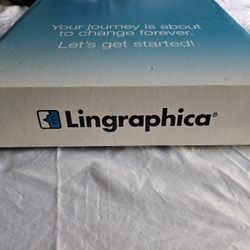 Your journey is about
to change forever.
Let's get started!
Lingraphica®